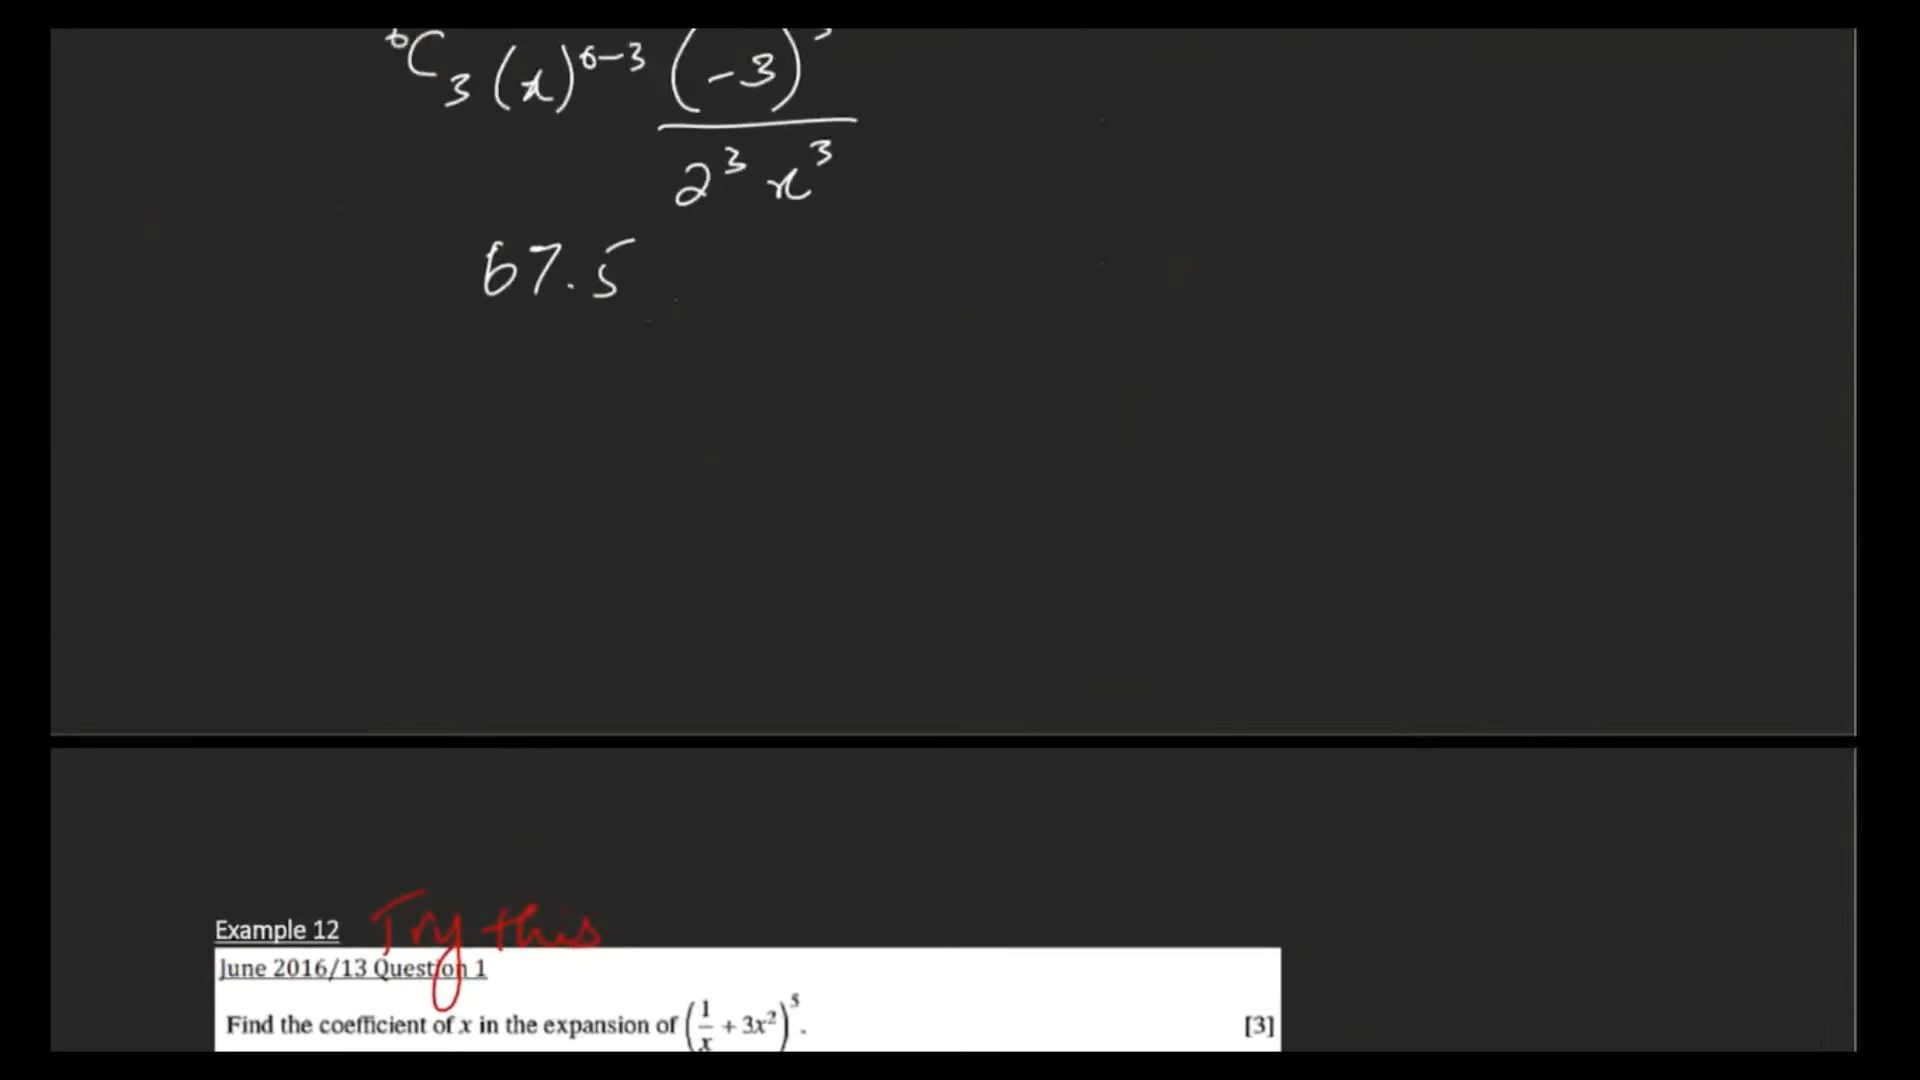 ⁶C₃ (x)⁶⁻³ (-3)³
2³ x³
67.5
Example 12 Try this
June 2016/13 Question 1
Find the coefficient of x in the expansion of (1/x + 3x²)⁵. [3]